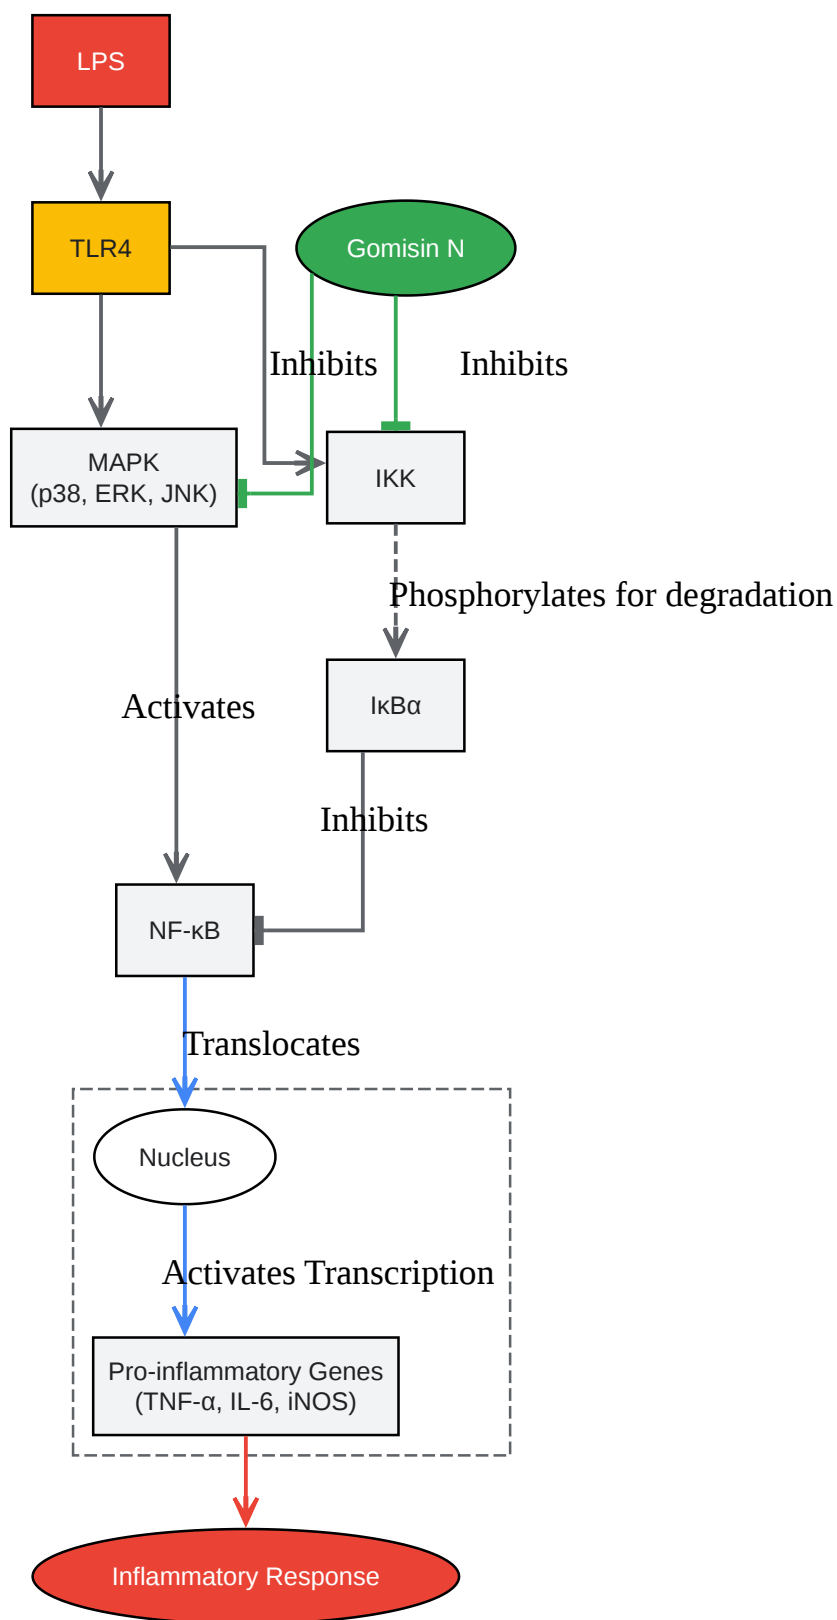 LPS
TLR4
Gomisin N
Inhibits
Inhibits
MAPK
(p38, ERK, JNK)
IKK
Phosphorylates for degradation
IκBα
Activates
Inhibits
NF-κB
Translocates
Nucleus
Activates Transcription
Pro-inflammatory Genes
(TNF-α, IL-6, iNOS)
Inflammatory Response